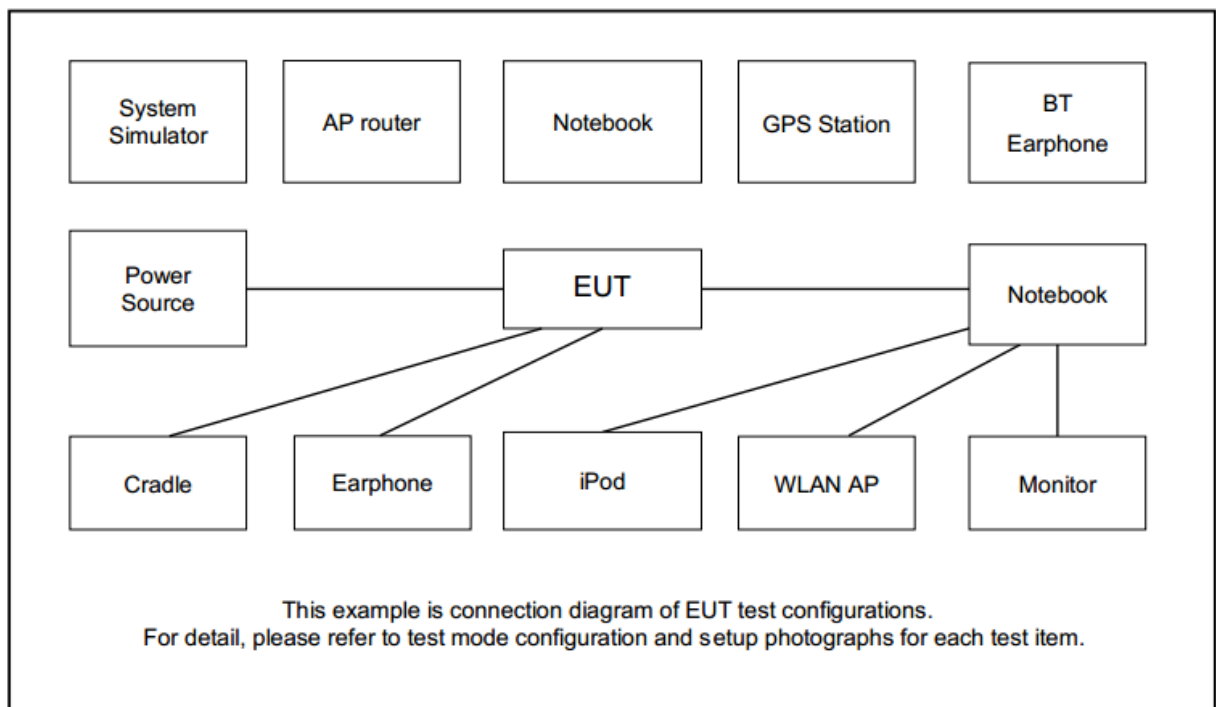 System
Simulator
AP router
Notebook
GPS Station
BT
Earphone
Power
Source
EUT
Notebook
Cradle
Earphone
iPod
WLAN AP
Monitor
This example is connection diagram of EUT test configurations.
For detail, please refer to test mode configuration and setup photographs for each test item.